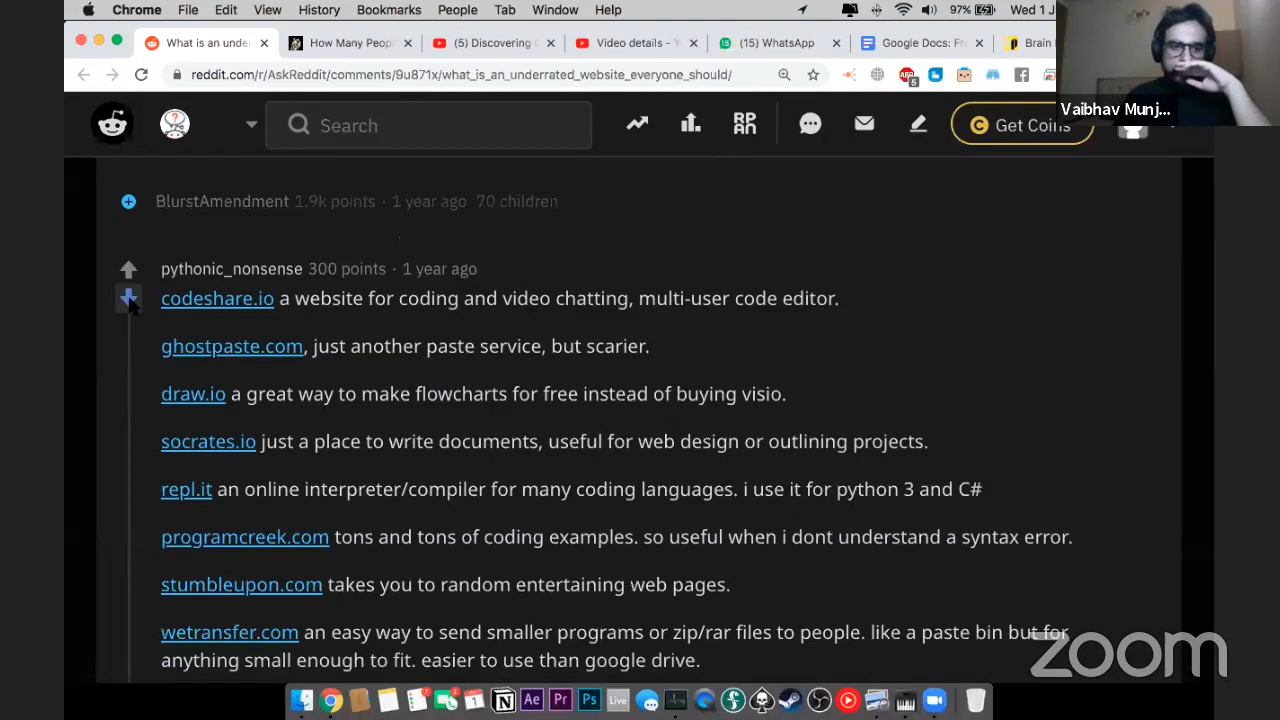 Chrome File Edit View History Bookmarks People Tab Window Help 97% Wed 1 J
What is an unde × How Many Peopl × (5) Discovering × Video details - Y × (15) WhatsApp × Google Docs: Fr × Brain
reddit.com/r/AskReddit/comments/9u871x/what_is_an_underrated_website_everyone_should/
5
Vaibhav Munj...
Search
RP
AN
C Get Coins
BlurstAmendment 1.9k points · 1 year ago 70 children
pythonic_nonsense 300 points · 1 year ago
codeshare.io a website for coding and video chatting, multi-user code editor.
ghostpaste.com, just another paste service, but scarier.
draw.io a great way to make flowcharts for free instead of buying visio.
socrates.io just a place to write documents, useful for web design or outlining projects.
repl.it an online interpreter/compiler for many coding languages. i use it for python 3 and C#
programcreek.com tons and tons of coding examples. so useful when i dont understand a syntax error.
stumbleupon.com takes you to random entertaining web pages.
wetransfer.com an easy way to send smaller programs or zip/rar files to people. like a paste bin but for
anything small enough to fit. easier to use than google drive.
zoom
Ae Pr Ps Live